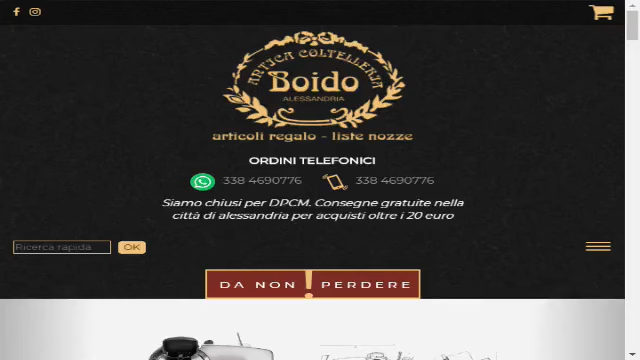 ANTICA COLTELLERIA
Boido
ALESSANDRIA
articoli regalo - liste nozze
ORDINI TELEFONICI
338 4690776 338 4690776
Siamo chiusi per DPCM. Consegne gratuite nella
città di alessandria per acquisti oltre i 20 euro
Ricerca rapida. OK
DA NON ! PERDERE